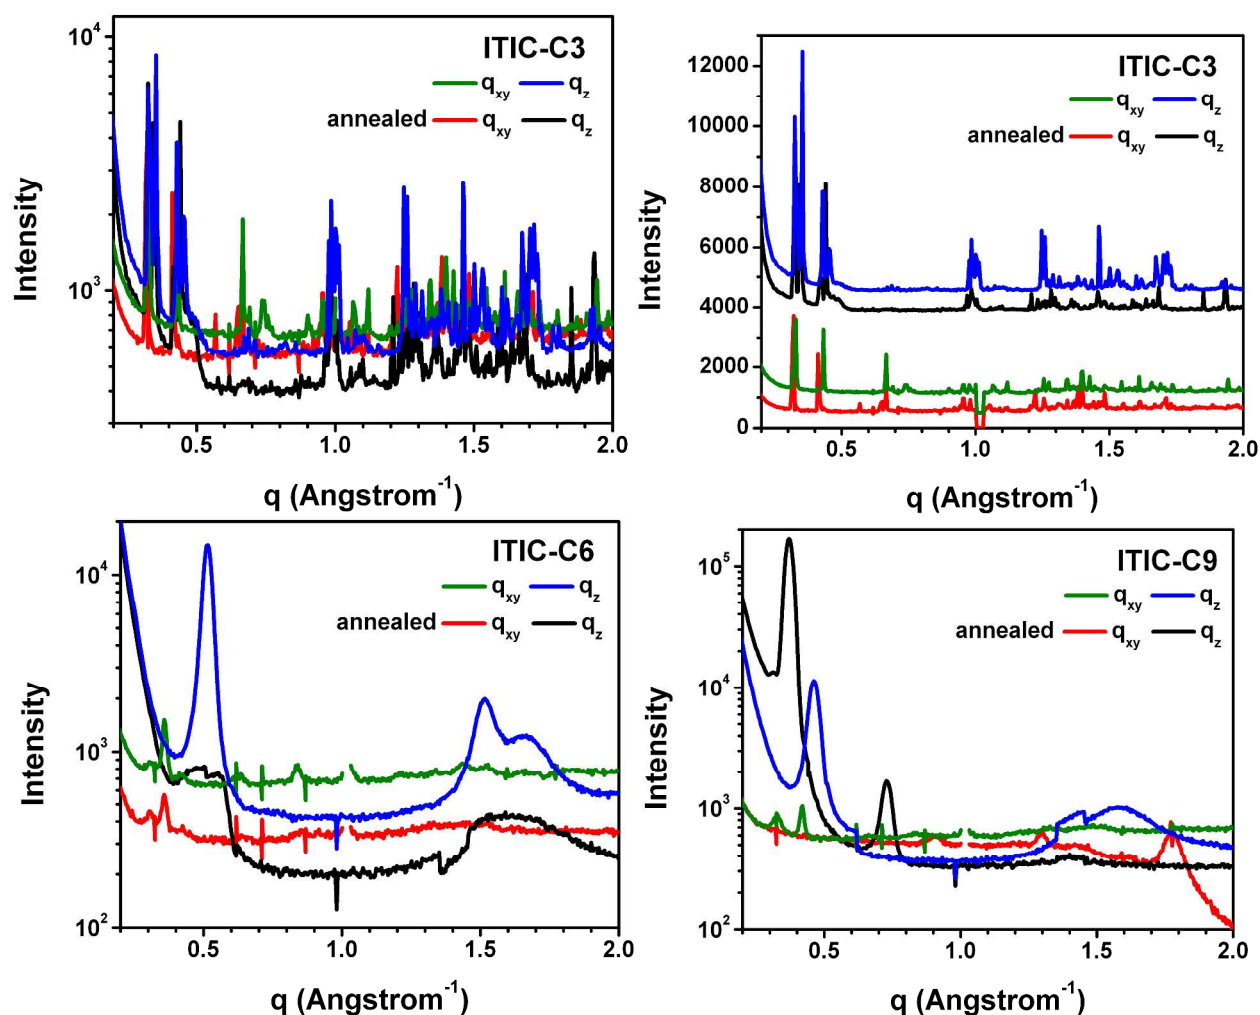 10⁴
ITIC-C3
q_xy q_z
annealed q_xy q_z
Intensity
10³
0.5 1.0 1.5 2.0
q (Angstrom⁻¹)
12000
10000
8000
6000
4000
2000
0
ITIC-C3
q_xy q_z
annealed q_xy q_z
Intensity
0.5 1.0 1.5 2.0
q (Angstrom⁻¹)
10⁴
ITIC-C6
q_xy q_z
annealed q_xy q_z
Intensity
10³
10²
0.5 1.0 1.5 2.0
q (Angstrom⁻¹)
10⁵
ITIC-C9
q_xy q_z
annealed q_xy q_z
10⁴
Intensity
10³
10²
0.5 1.0 1.5 2.0
q (Angstrom⁻¹)